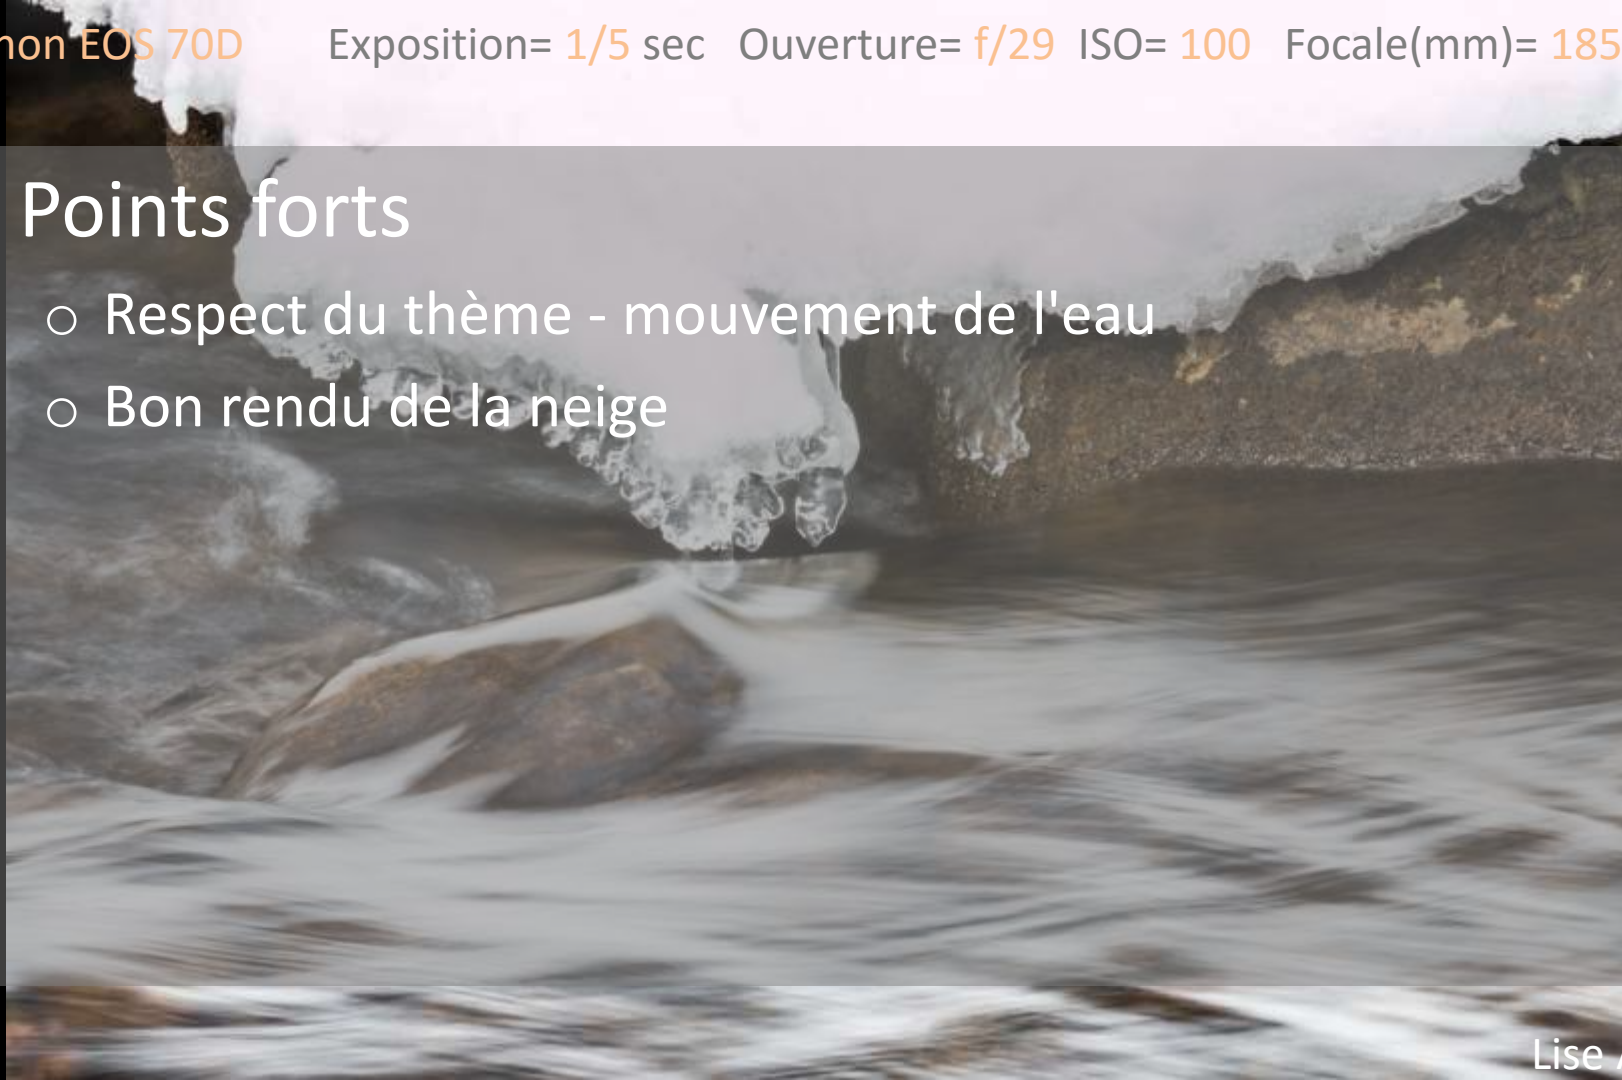 non EOS 70D Exposition= 1/5 sec Ouverture= f/29 ISO= 100 Focale(mm)= 185
Points forts
○ Respect du thème - mouvement de l'eau
○ Bon rendu de la neige
Lise